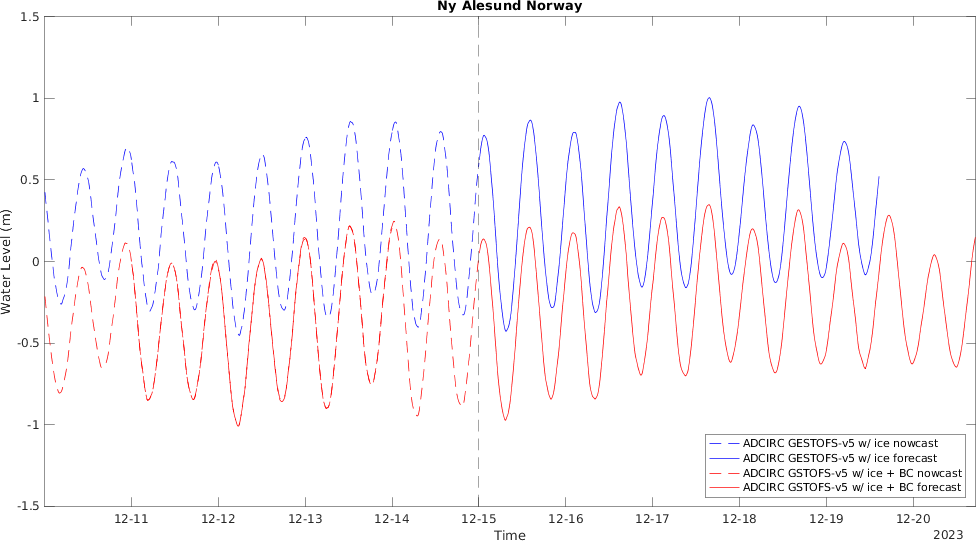 Ny Alesund Norway
1.5
1
0.5
0
-0.5
-1
-1.5
Water Level (m)
12-11 12-12 12-13 12-14 12-15 12-16 12-17 12-18 12-19 12-20
Time
2023
ADCIRC GESTOFS-v5 w/ ice nowcast
ADCIRC GESTOFS-v5 w/ ice forecast
ADCIRC GSTOFS-v5 w/ ice + BC nowcast
ADCIRC GSTOFS-v5 w/ ice + BC forecast